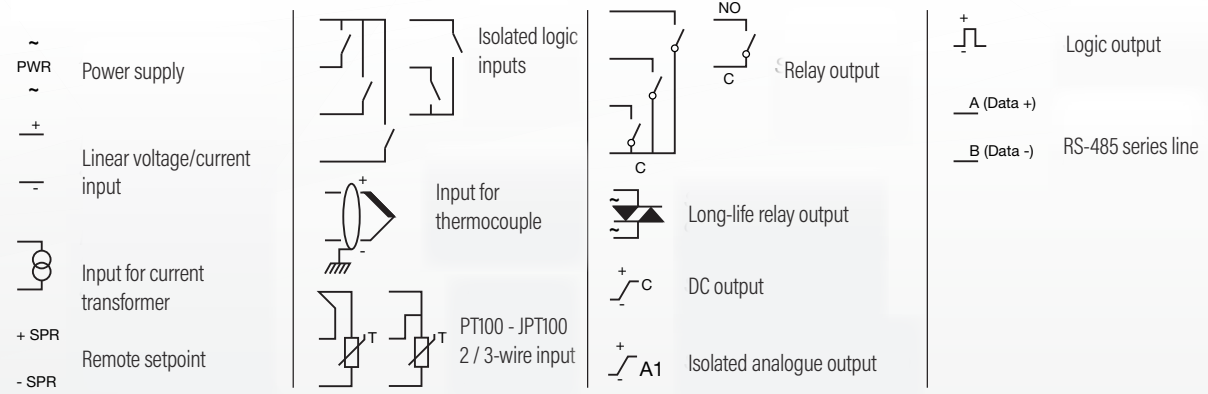 ~
PWR
~
Power supply
+
-
Linear voltage/current
input
Input for current
transformer
+ SPR
- SPR
Remote setpoint
Isolated logic
inputs
+
-
Input for
thermocouple
T
T
PT100 - JPT100
2 / 3-wire input
C
NO
C
Relay output
~
~
Long-life relay output
+
-
C
DC output
+
-
A1
Isolated analogue output
+
-
Logic output
A (Data +)
B (Data -)
RS-485 series line